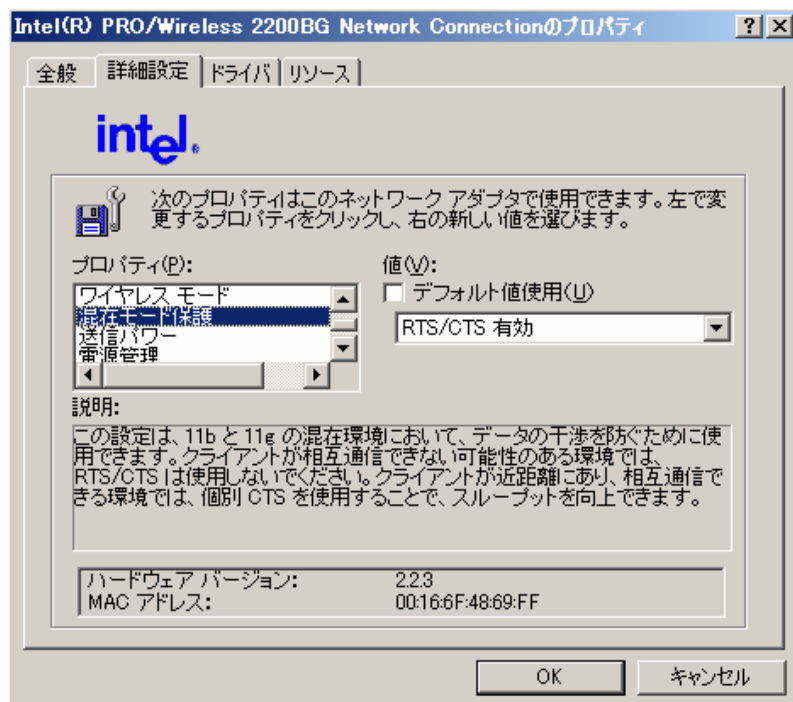 Intel(R) PRO/Wireless 2200BG Network Connectionのプロパティ
全般 詳細設定 ドライバ リソース
intel.
次のプロパティはこのネットワーク アダプタで使用できます。左で変
更するプロパティをクリックし、右の新しい値を選びます。
プロパティ(P):
ワイヤレス モード
混在モード保護
送信パワー
電源管理
値(V):
デフォルト値使用(U)
RTS/CTS 有効
説明:
この設定は、11b と 11g の混在環境において、データの干渉を防ぐために使
用できます。クライアントが相互通信できない可能性のある環境では、
RTS/CTS は使用しないでください。クライアントが近距離にあり、相互通信で
きる環境では、個別 CTS を使用することで、スループットを向上できます。
ハードウェア バージョン: 2.2.3
MAC アドレス: 00:16:6F:48:69:FF
OK キャンセル